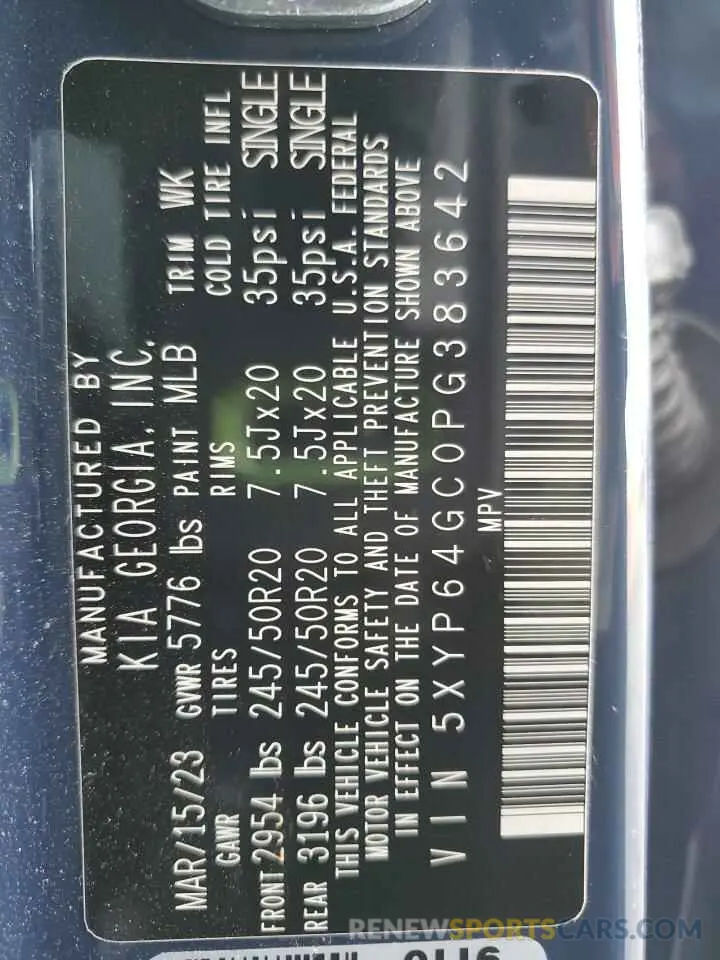 MANUFACTURED BY
KIA GEORGIA, INC.
MAR/15/23 GVWR 5776 lbs PAINT MLB TRIM WK
GAWR TIRES RIMS COLD TIRE INFL
FRONT 2954 lbs 245/50R20 7.5Jx20 35psi SINGLE
REAR 3196 lbs 245/50R20 7.5Jx20 35psi SINGLE
THIS VEHICLE CONFORMS TO ALL APPLICABLE U.S.A. FEDERAL
MOTOR VEHICLE SAFETY AND THEFT PREVENTION STANDARDS
IN EFFECT ON THE DATE OF MANUFACTURE SHOWN ABOVE
VIN 5XYP64GC0PG383642
MPV
RENEWSPORTSCARS.COM